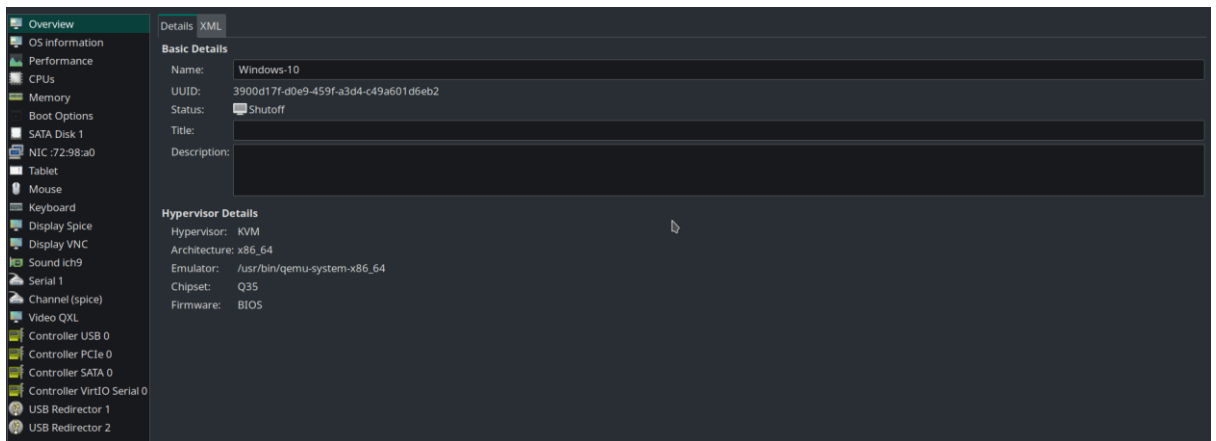 Overview
OS information
Performance
CPUs
Memory
Boot Options
SATA Disk 1
NIC :72:98:a0
Tablet
Mouse
Keyboard
Display Spice
Display VNC
Sound ich9
Serial 1
Channel (spice)
Video QXL
Controller USB 0
Controller PCIe 0
Controller SATA 0
Controller VirtIO Serial 0
USB Redirector 1
USB Redirector 2
Details XML
Basic Details
Name: Windows-10
UUID: 3900d17f-d0e9-459f-a3d4-c49a601d6eb2
Status: Shutoff
Title:
Description:
Hypervisor Details
Hypervisor: KVM
Architecture: x86_64
Emulator: /usr/bin/qemu-system-x86_64
Chipset: Q35
Firmware: BIOS